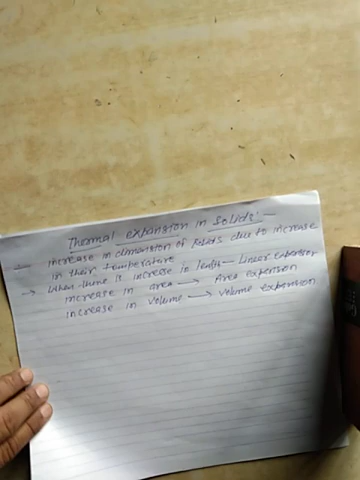 Thermal expansion in Solids:-
→ increase in dimension of solids due to increase
in their temperature
→ When there is increase in length - Linear expansion
increase in area → Area expansion
increase in volume → Volume expansion